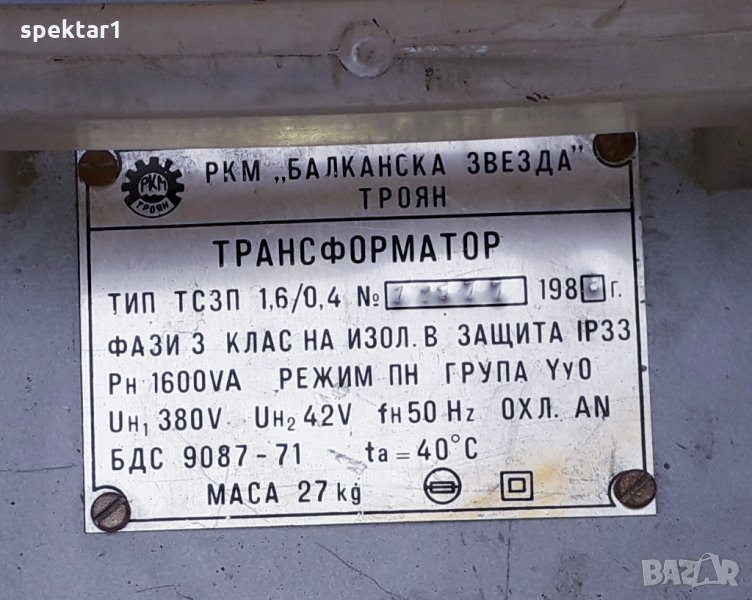 spektar1
РКМ
ТРОЯН
РКМ „БАЛКАНСКА ЗВЕЗДА"
ТРОЯН
ТРАНСФОРМАТОР
ТИП ТСЗП 1,6/0,4 № 198 г.
ФАЗИ 3 КЛАС НА ИЗОЛ. В ЗАЩИТА IP33
Рн 1600VA РЕЖИМ ПН ГРУПА Yy0
Uн₁ 380V Uн₂ 42V fн 50 Hz ОХЛ. AN
БДС 9087-71 ta = 40°C
МАСА 27 kg
BAZAR